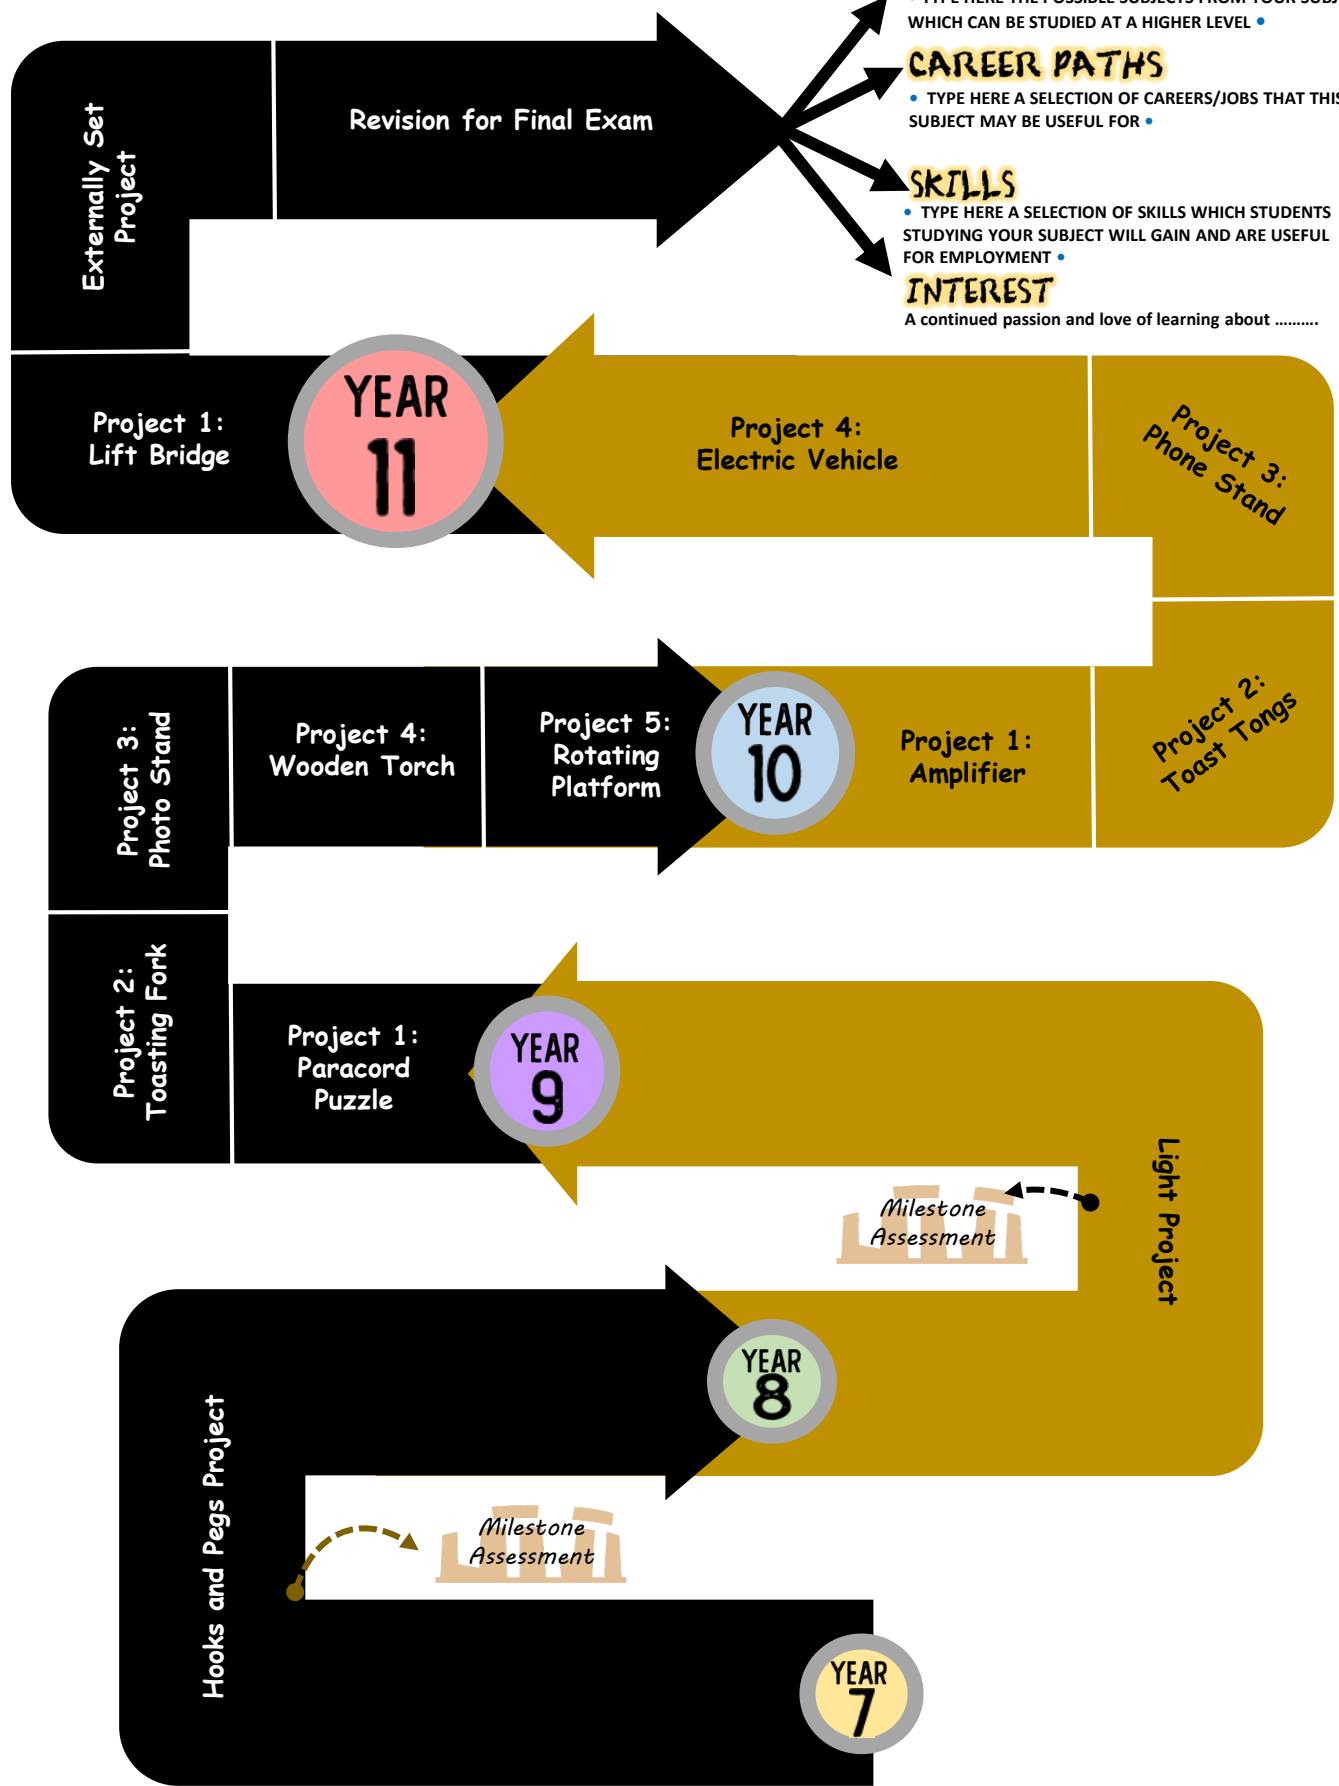 WHICH CAN BE STUDIED AT A HIGHER LEVEL •
CAREER PATHS
• TYPE HERE A SELECTION OF CAREERS/JOBS THAT THIS
SUBJECT MAY BE USEFUL FOR •
SKILLS
• TYPE HERE A SELECTION OF SKILLS WHICH STUDENTS
STUDYING YOUR SUBJECT WILL GAIN AND ARE USEFUL
FOR EMPLOYMENT •
INTEREST
A continued passion and love of learning about ……….
Revision for Final Exam
Externally Set
Project
Project 1:
Lift Bridge
YEAR
11
Project 4:
Electric Vehicle
Project 3:
Phone Stand
Project 3:
Photo Stand
Project 4:
Wooden Torch
Project 5:
Rotating
Platform
YEAR
10
Project 1:
Amplifier
Project 2:
Toast Tongs
Project 2:
Toasting Fork
Project 1:
Paracord
Puzzle
YEAR
9
Light Project
Milestone
Assessment
YEAR
8
Hooks and Pegs Project
Milestone
Assessment
YEAR
7